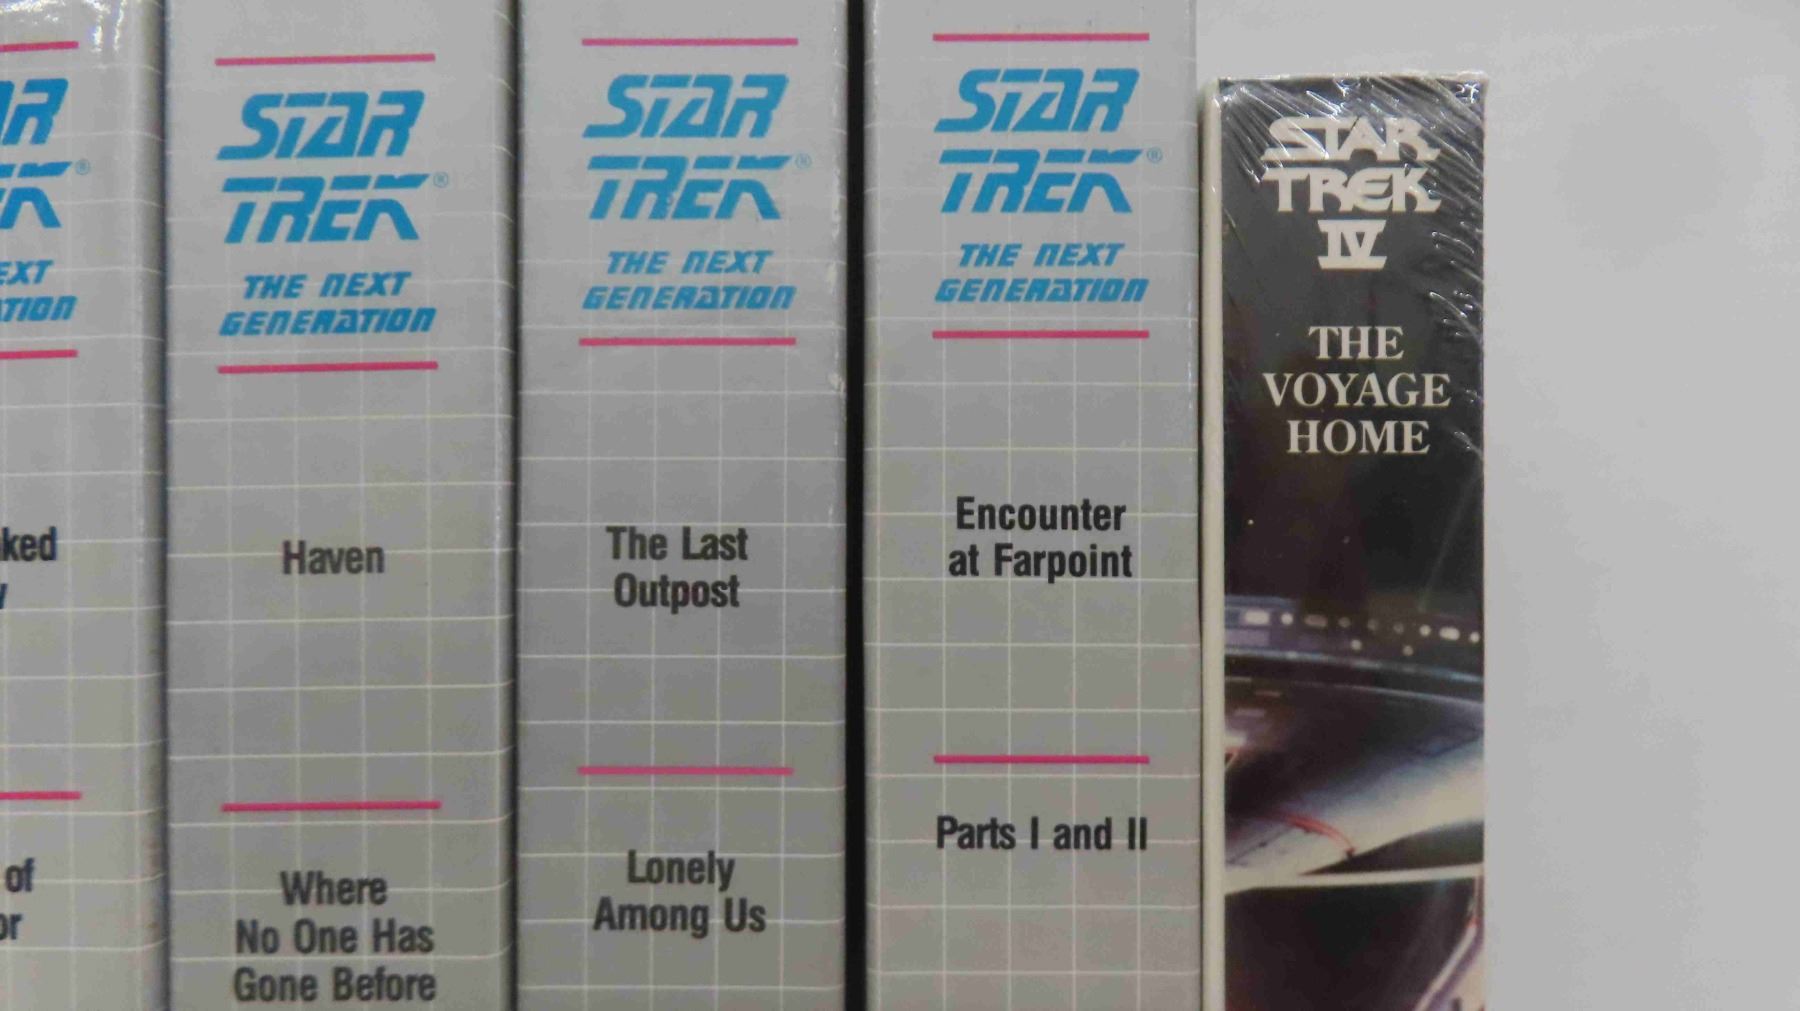 STAR
TREK®
THE NEXT
GENERATION
Haven
Where
No One Has
Gone Before
STAR
TREK®
THE NEXT
GENERATION
The Last
Outpost
Lonely
Among Us
STAR
TREK®
THE NEXT
GENERATION
Encounter
at Farpoint
Parts I and II
STAR
TREK
IV
THE
VOYAGE
HOME
of